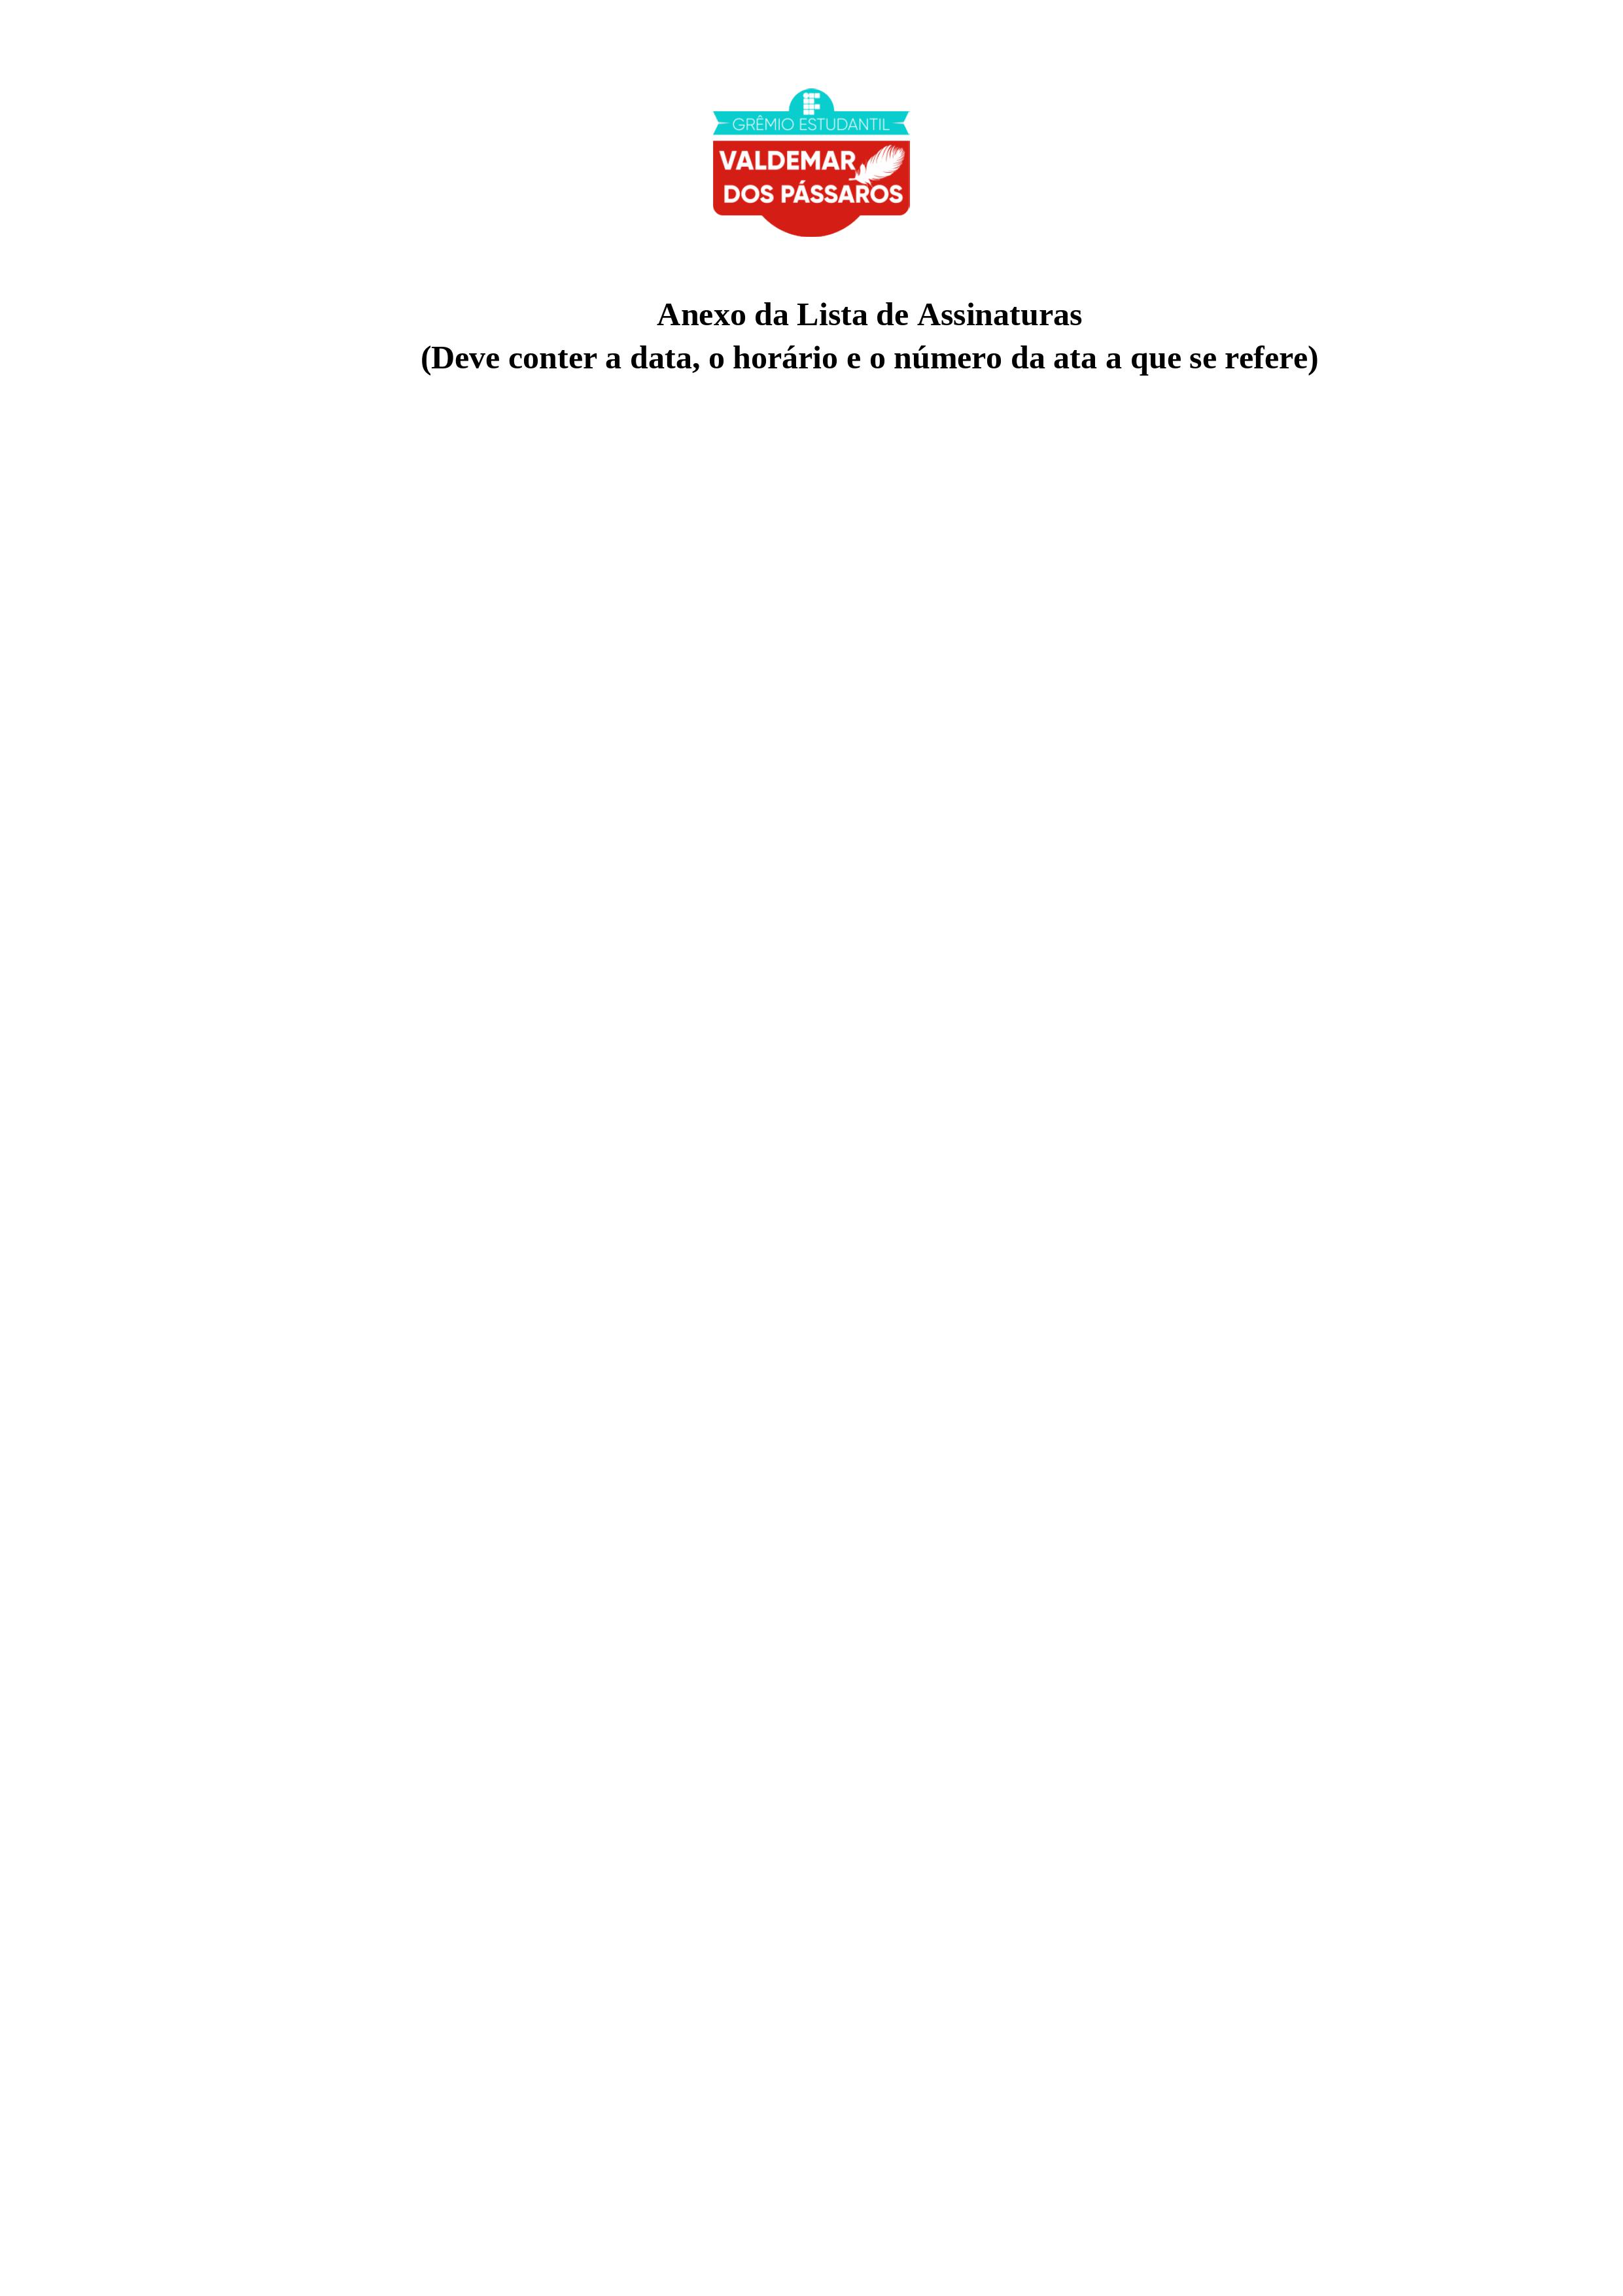 GRÊMIO ESTUDANTIL
VALDEMAR
DOS PÁSSAROS
Anexo da Lista de Assinaturas
(Deve conter a data, o horário e o número da ata a que se refere)